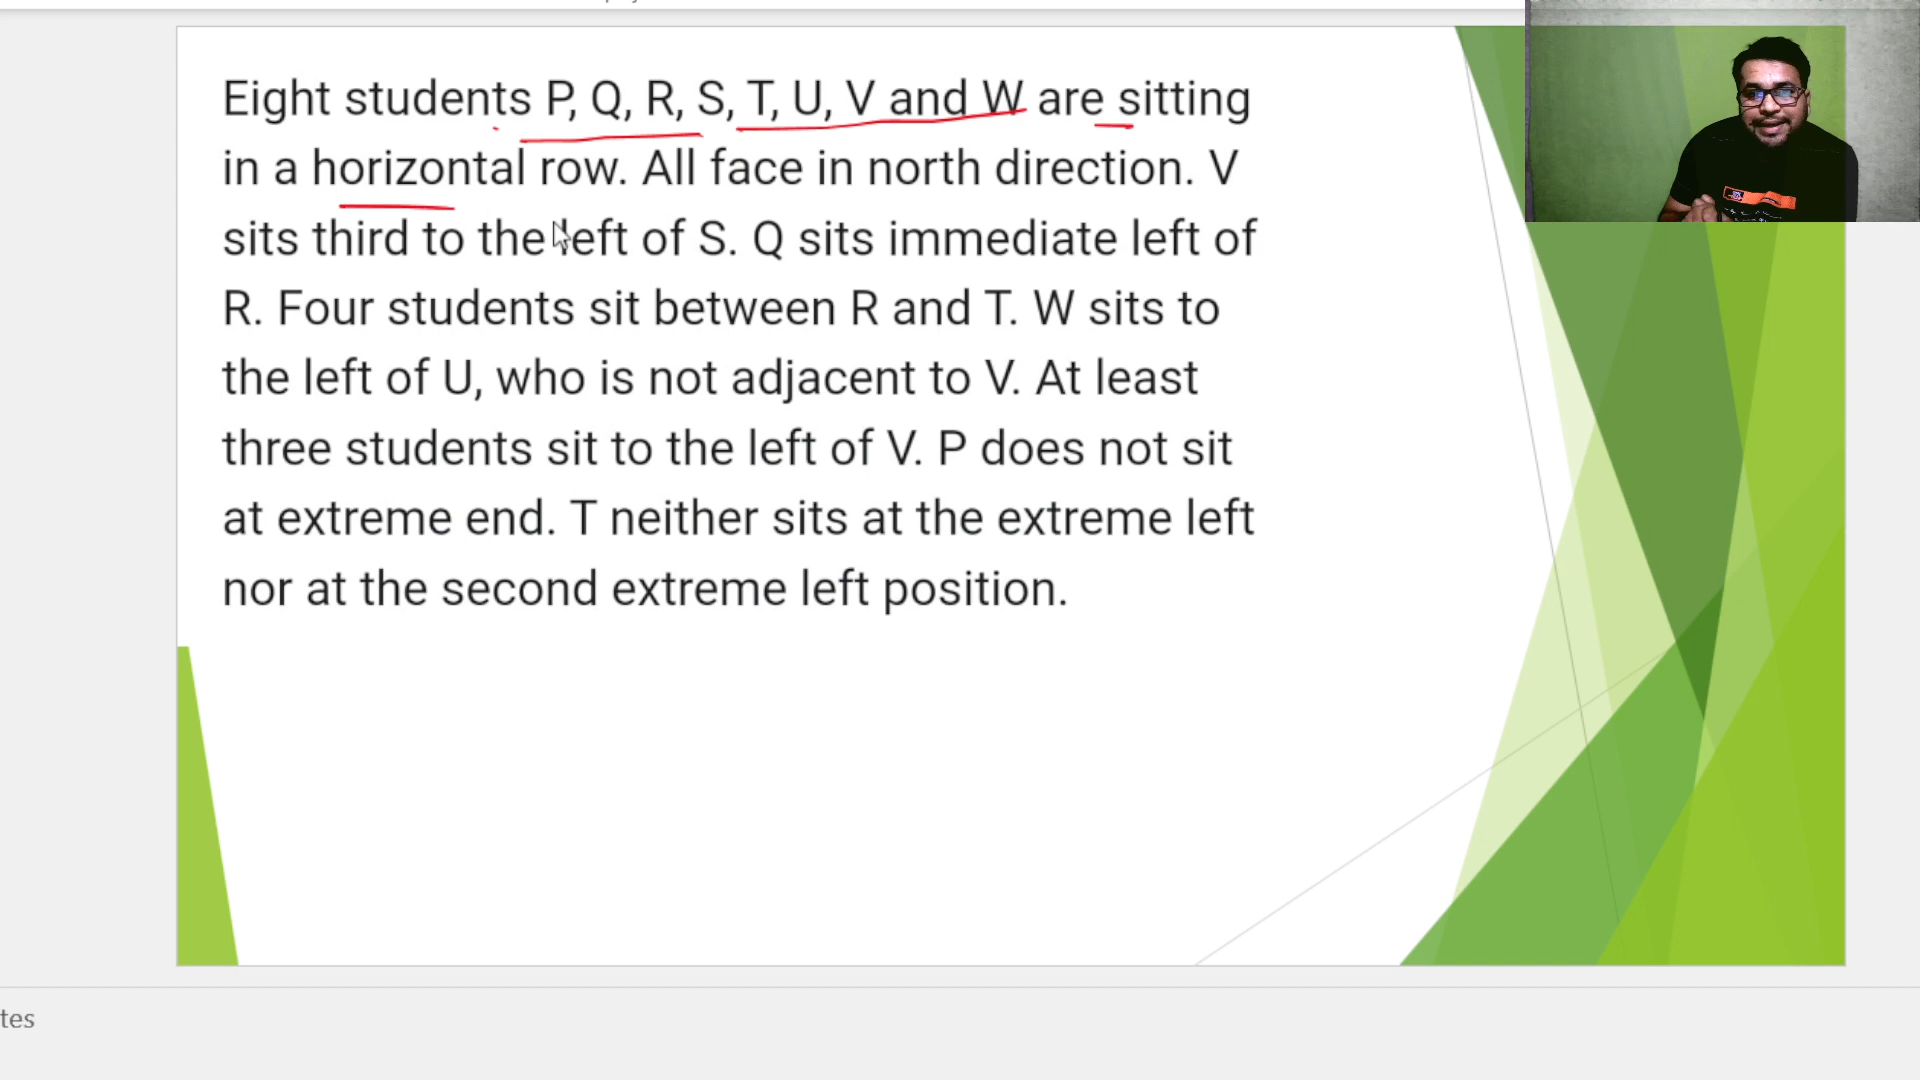 Eight students P, Q, R, S, T, U, V and W are sitting
in a horizontal row. All face in north direction. V
sits third to the left of S. Q sits immediate left of
R. Four students sit between R and T. W sits to
the left of U, who is not adjacent to V. At least
three students sit to the left of V. P does not sit
at extreme end. T neither sits at the extreme left
nor at the second extreme left position.
tes